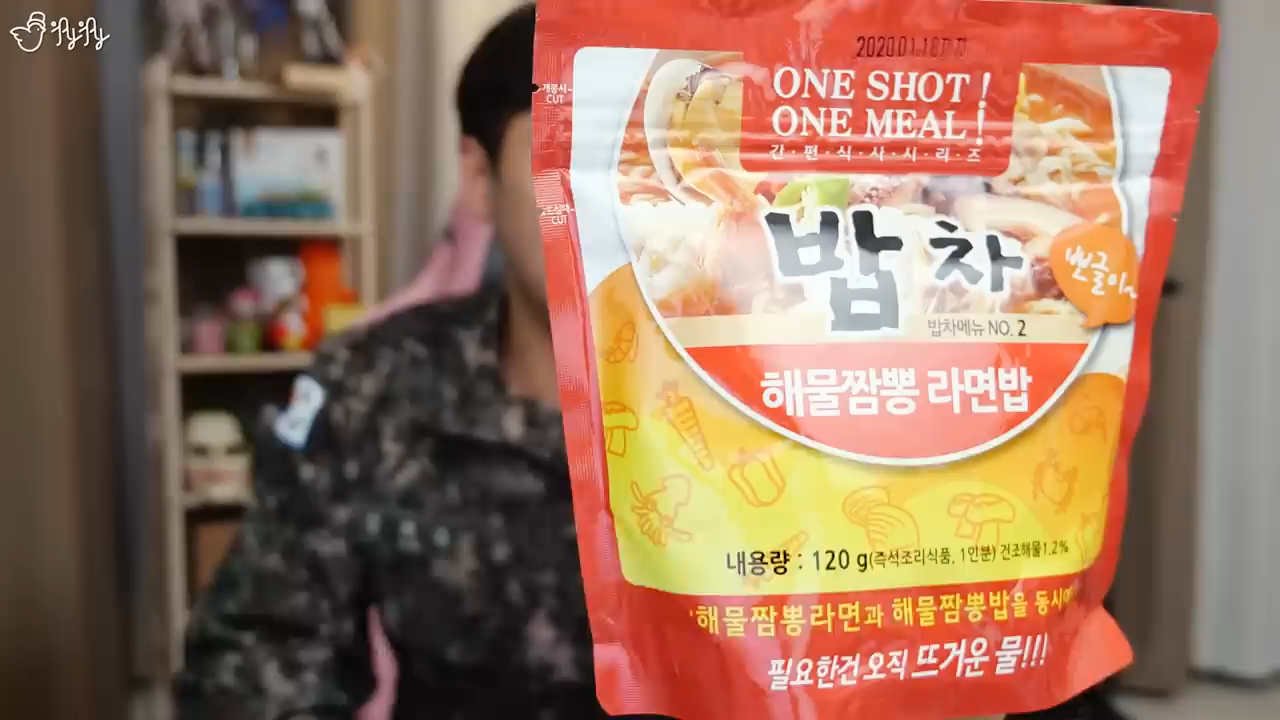 2020.01.18까지
ONE SHOT!
ONE MEAL!
간·편·식·사·시·리·즈
개봉시
CUT
CUT
밥차
뽀글이~
밥차메뉴 NO. 2
해물짬뽕 라면밥
내용량 : 120 g(즉석조리식품, 1인분) 건조해물1.2%
해물짬뽕라면과 해물짬뽕밥을 동시에
필요한건 오직 뜨거운 물!!!